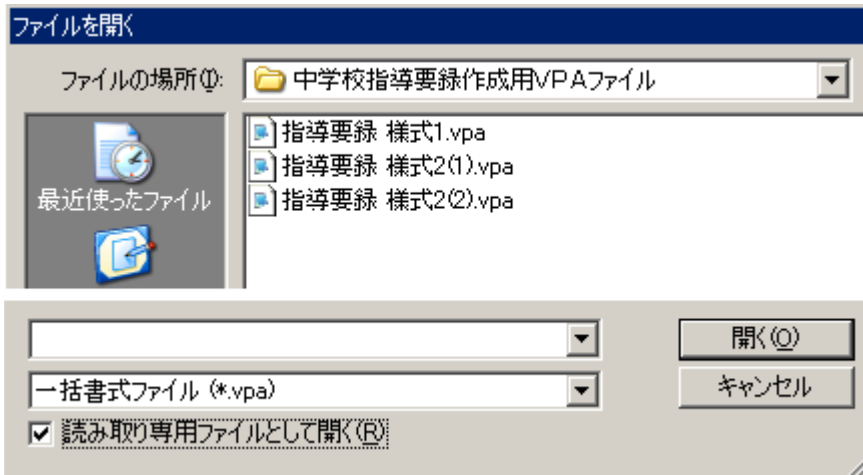 ファイルを開く
ファイルの場所(I):
中学校指導要録作成用VPAファイル
指導要録 様式1.vpa
指導要録 様式2(1).vpa
指導要録 様式2(2).vpa
最近使ったファイル
開く(O)
一括書式ファイル (*.vpa)
キャンセル
読み取り専用ファイルとして開く(R)